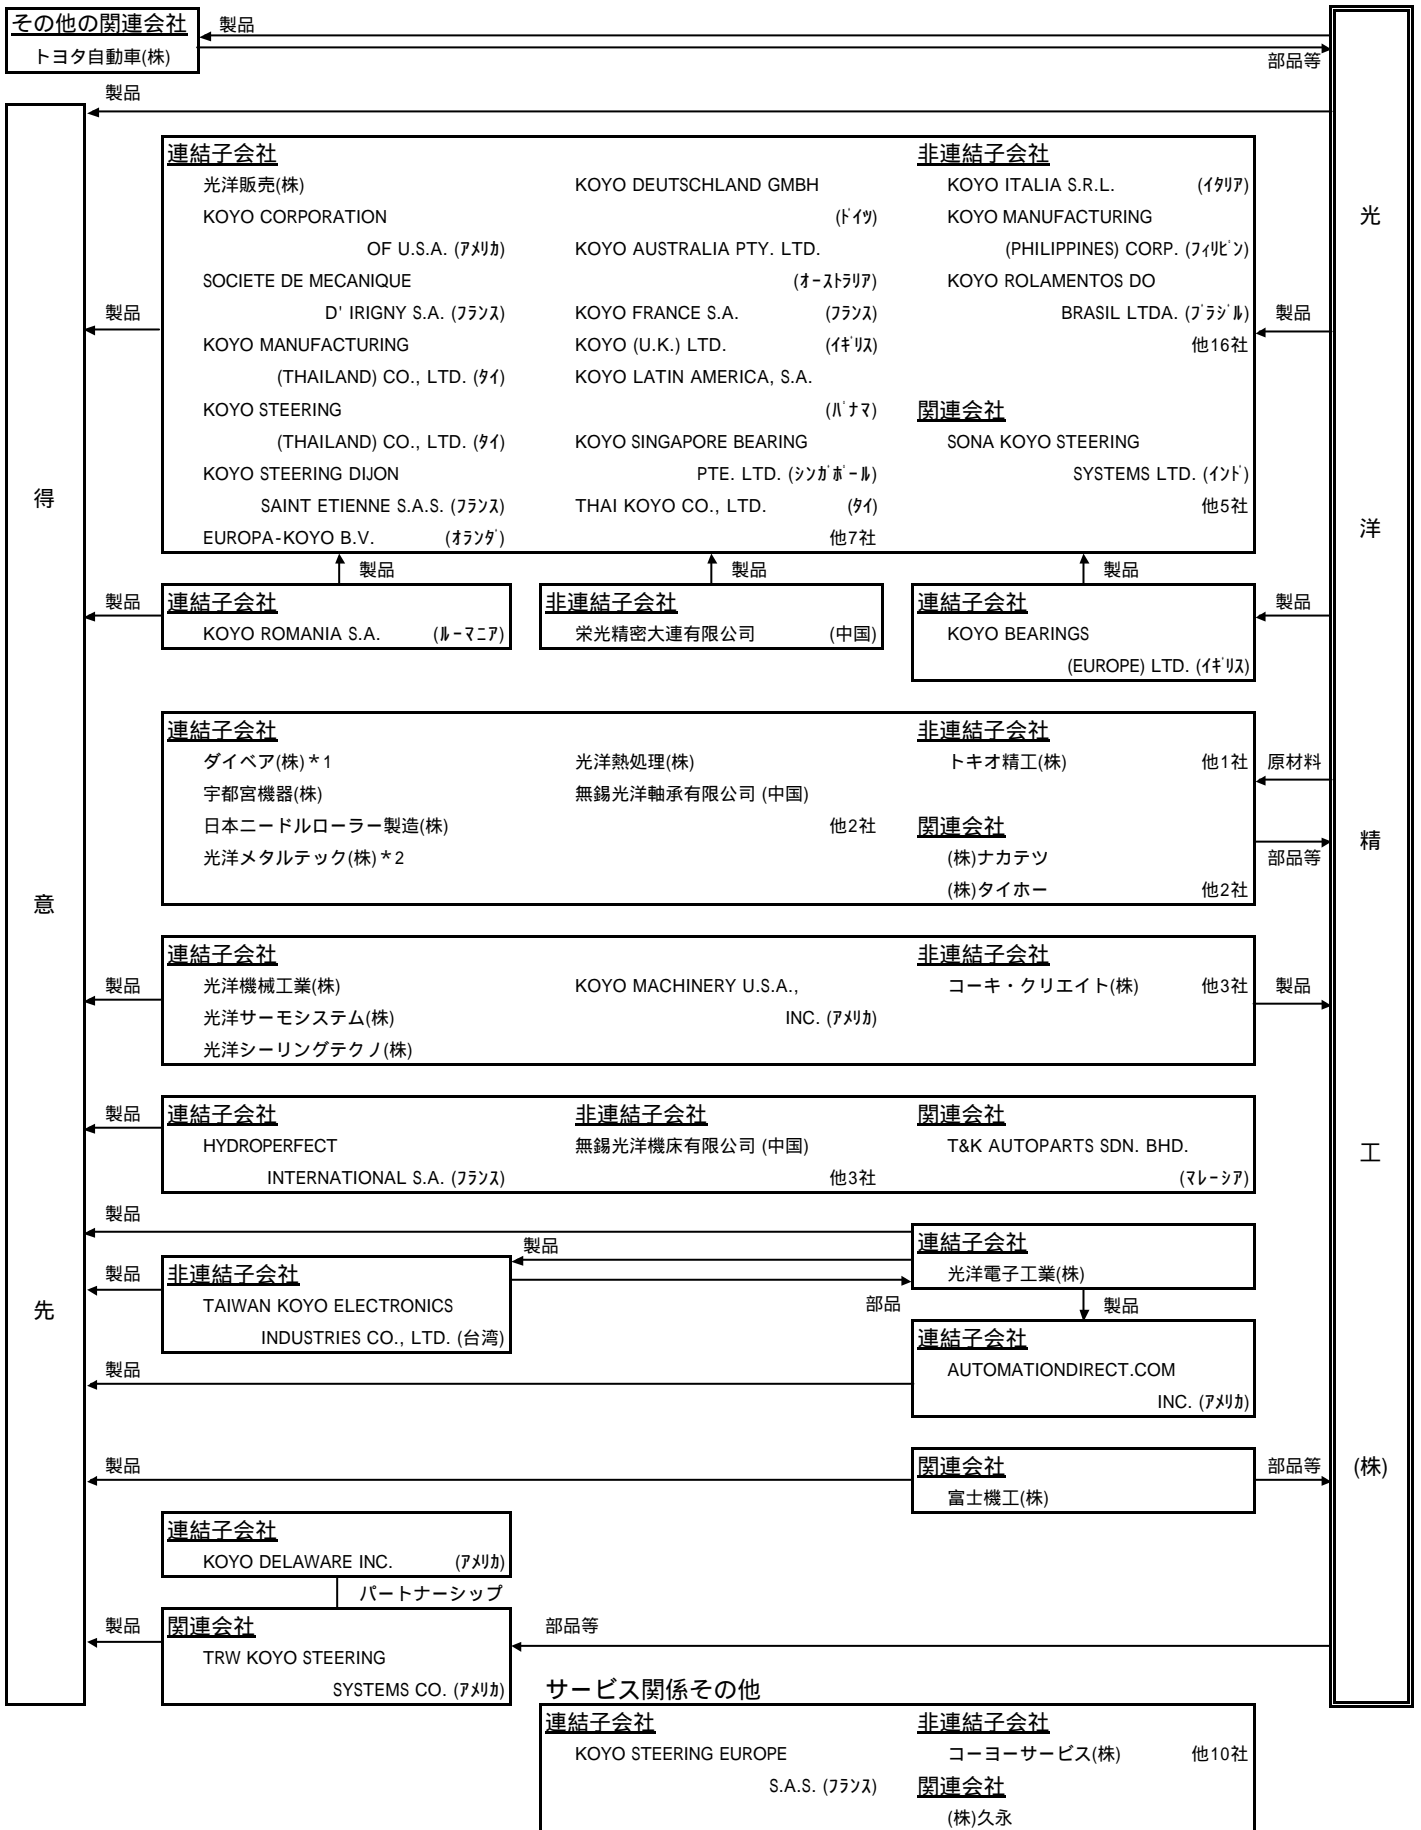 その他の関連会社
トヨタ自動車(株)
製品
部品等
製品
連結子会社
光洋販売(株)
KOYO CORPORATION
OF U.S.A. (アメリカ)
SOCIETE DE MECANIQUE
D' IRIGNY S.A. (フランス)
KOYO MANUFACTURING
(THAILAND) CO., LTD. (タイ)
KOYO STEERING
(THAILAND) CO., LTD. (タイ)
KOYO STEERING DIJON
SAINT ETIENNE S.A.S. (フランス)
EUROPA-KOYO B.V. (オランダ)
KOYO DEUTSCHLAND GMBH
(ドイツ)
KOYO AUSTRALIA PTY. LTD.
(オーストラリア)
KOYO FRANCE S.A. (フランス)
KOYO (U.K.) LTD. (イギリス)
KOYO LATIN AMERICA, S.A.
(パナマ)
KOYO SINGAPORE BEARING
PTE. LTD. (シンガポール)
THAI KOYO CO., LTD. (タイ)
他7社
非連結子会社
KOYO ITALIA S.R.L. (イタリア)
KOYO MANUFACTURING
(PHILIPPINES) CORP. (フィリピン)
KOYO ROLAMENTOS DO
BRASIL LTDA. (ブラジル)
他16社
関連会社
SONA KOYO STEERING
SYSTEMS LTD. (インド)
他5社
製品
製品
製品
製品
製品
製品
連結子会社
KOYO ROMANIA S.A. (ルーマニア)
非連結子会社
栄光精密大連有限公司 (中国)
連結子会社
KOYO BEARINGS
(EUROPE) LTD. (イギリス)
製品
連結子会社
ダイベア(株)*1
宇都宮機器(株)
日本ニードルローラー製造(株)
光洋メタルテック(株)*2
光洋熱処理(株)
無錫光洋軸承有限公司 (中国)
他2社
非連結子会社
トキオ精工(株) 他1社
関連会社
(株)ナカテツ
(株)タイホー 他2社
原材料
部品等
製品
連結子会社
光洋機械工業(株)
光洋サーモシステム(株)
光洋シーリングテクノ(株)
KOYO MACHINERY U.S.A.,
INC. (アメリカ)
非連結子会社
コーキ・クリエイト(株) 他3社
製品
製品
連結子会社
HYDROPERFECT
INTERNATIONAL S.A. (フランス)
非連結子会社
無錫光洋機床有限公司 (中国)
他3社
関連会社
T&K AUTOPARTS SDN. BHD.
(マレーシア)
製品
製品
連結子会社
光洋電子工業(株)
製品
非連結子会社
TAIWAN KOYO ELECTRONICS
INDUSTRIES CO., LTD. (台湾)
部品
製品
連結子会社
AUTOMATIONDIRECT.COM
INC. (アメリカ)
製品
製品
関連会社
富士機工(株)
部品等
連結子会社
KOYO DELAWARE INC. (アメリカ)
パートナーシップ
製品
関連会社
TRW KOYO STEERING
SYSTEMS CO. (アメリカ)
部品等
サービス関係その他
連結子会社
KOYO STEERING EUROPE
S.A.S. (フランス)
非連結子会社
コーヨーサービス(株) 他10社
関連会社
(株)久永
得
意
先
光
洋
精
工
(株)